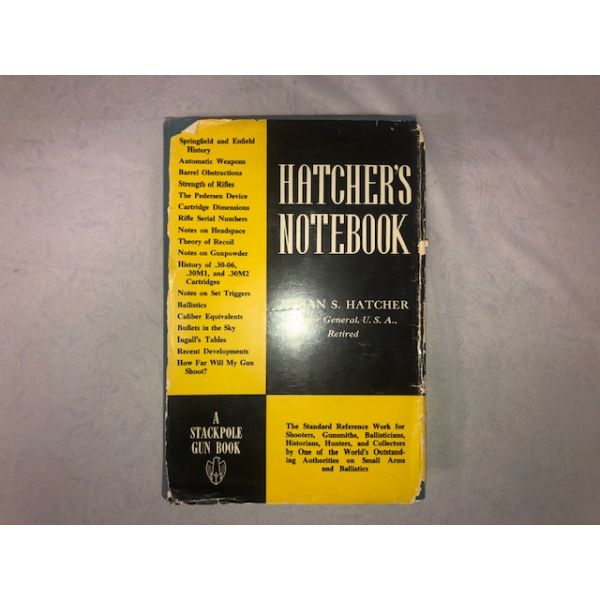 Springfield and Enfield
History
Automatic Weapons
Barrel Obstructions
Strength of Rifles
The Pedersen Device
Cartridge Dimensions
Rifle Serial Numbers
Notes on Headspace
Theory of Recoil
Notes on Gunpowder
History of .30-06,
.30M1, and .30M2
Cartridges
Notes on Set Triggers
Ballistics
Caliber Equivalents
Bullets in the Sky
Ingall's Tables
Recent Developments
How Far Will My Gun
Shoot?
HATCHER'S
NOTEBOOK
S. HATCHER
General, U. S. A.,
Retired
A
STACKPOLE
GUN BOOK
The Standard Reference Work for
Shooters, Gunsmiths, Ballisticians,
Historians, Hunters, and Collectors
by One of the World's Outstand-
ing Authorities on Small Arms
and Ballistics